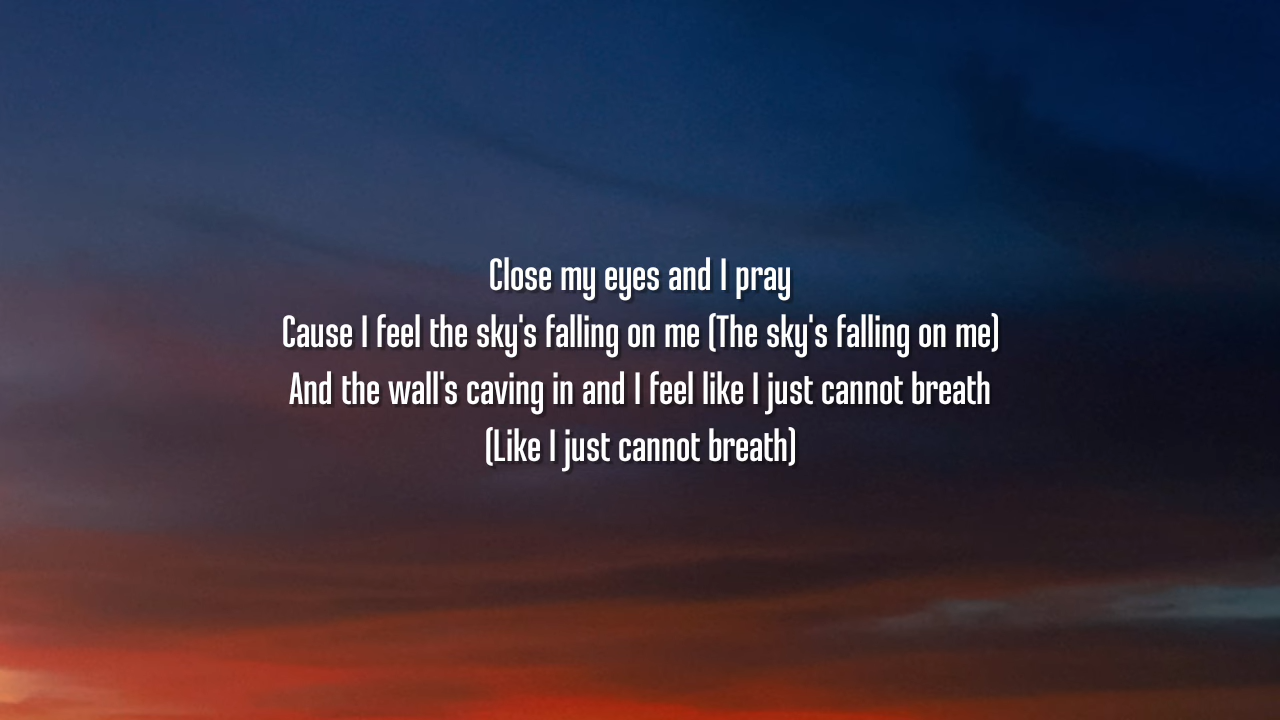 Close my eyes and I pray
Cause I feel the sky's falling on me (The sky's falling on me)
And the wall's caving in and I feel like I just cannot breath
(Like I just cannot breath)